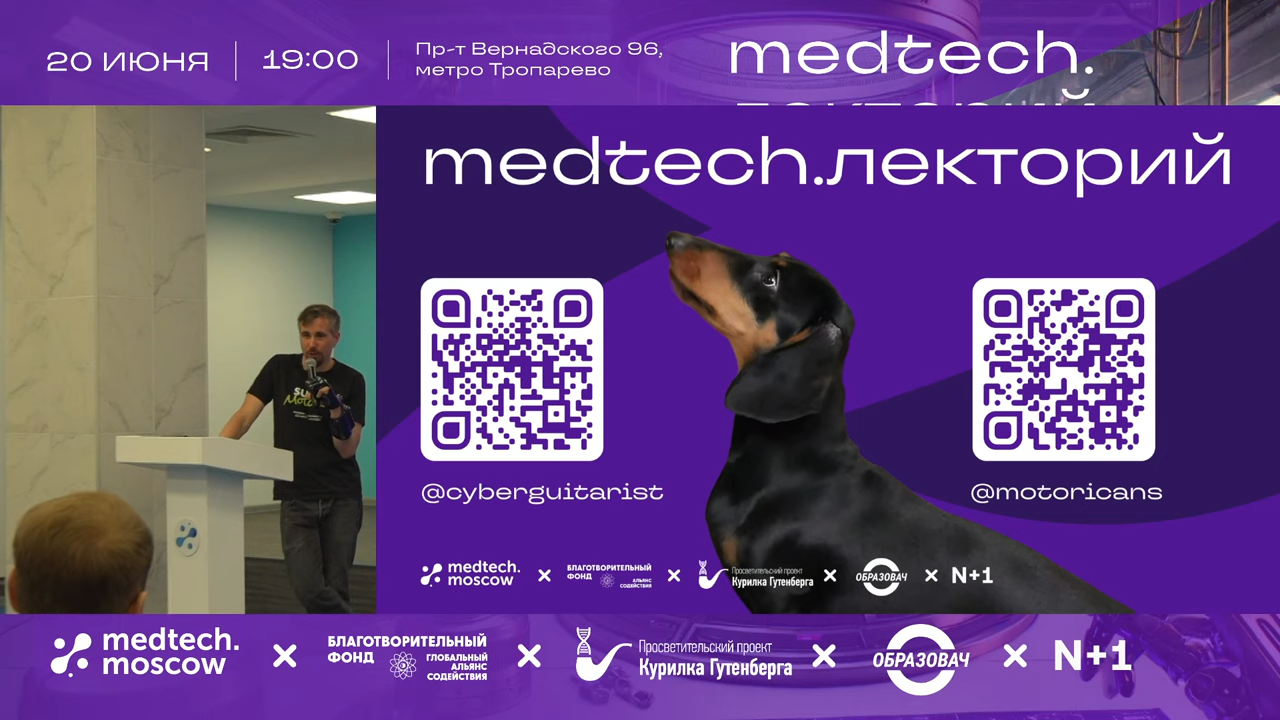 20 ИЮНЯ
19:00
Пр-т Вернадского 96,
метро Тропарево
medtech.
лекторий
medtech.лекторий
@cyberguitarist
@motoricans
medtech.
moscow
БЛАГОТВОРИТЕЛЬНЫЙ
ФОНД
АЛЬЯНС
СОДЕЙСТВИЯ
Просветительский проект
Курилка Гутенберга
ОБРАЗОВАЧ
N+1
medtech.
moscow
БЛАГОТВОРИТЕЛЬНЫЙ
ФОНД
ГЛОБАЛЬНЫЙ
АЛЬЯНС
СОДЕЙСТВИЯ
Просветительский проект
Курилка Гутенберга
ОБРАЗОВАЧ
N+1